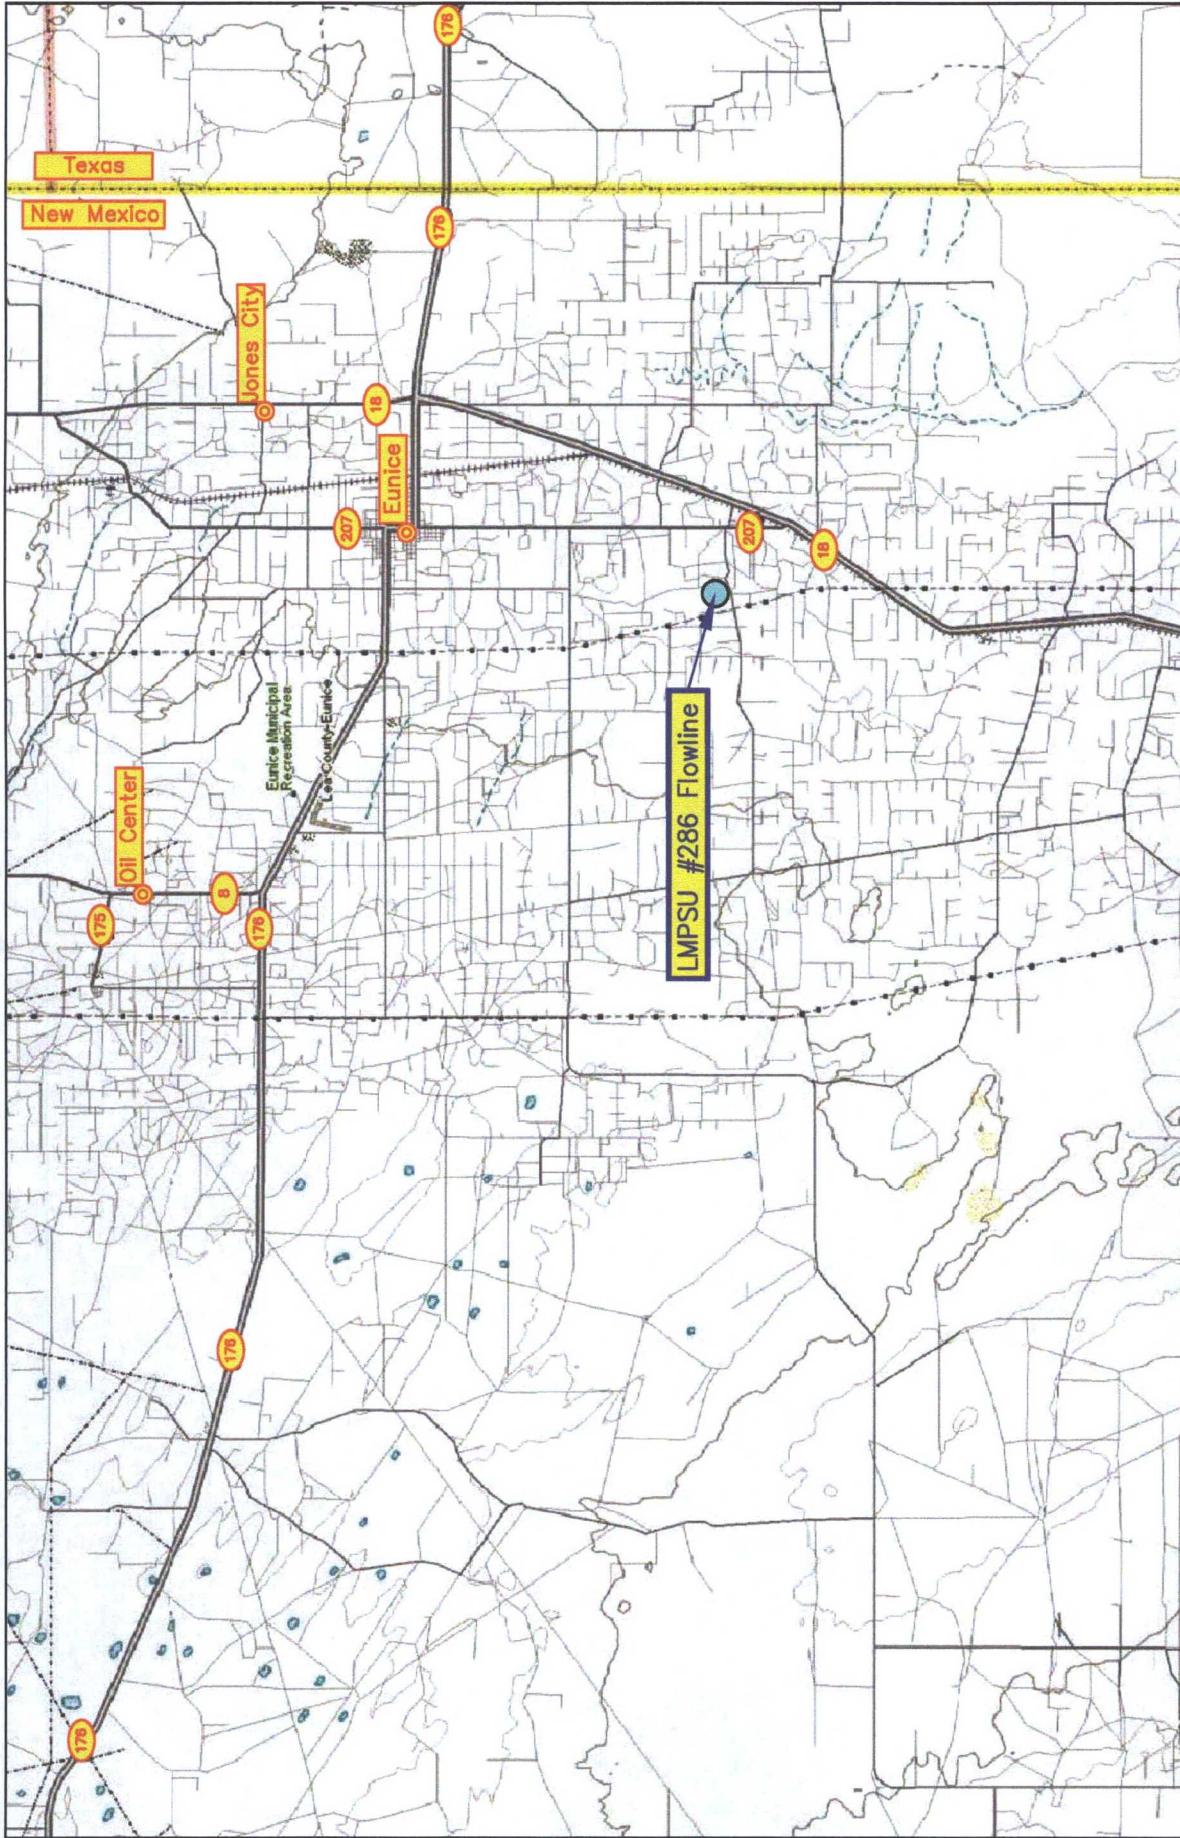 Texas
New Mexico
176
176
Jones City
18
Eunice
207
207
18
Eunice Municipal
Recreation Area
Lea County-Eunice
Oil Center
175
8
176
LMPSU #286 Flowline
176
176